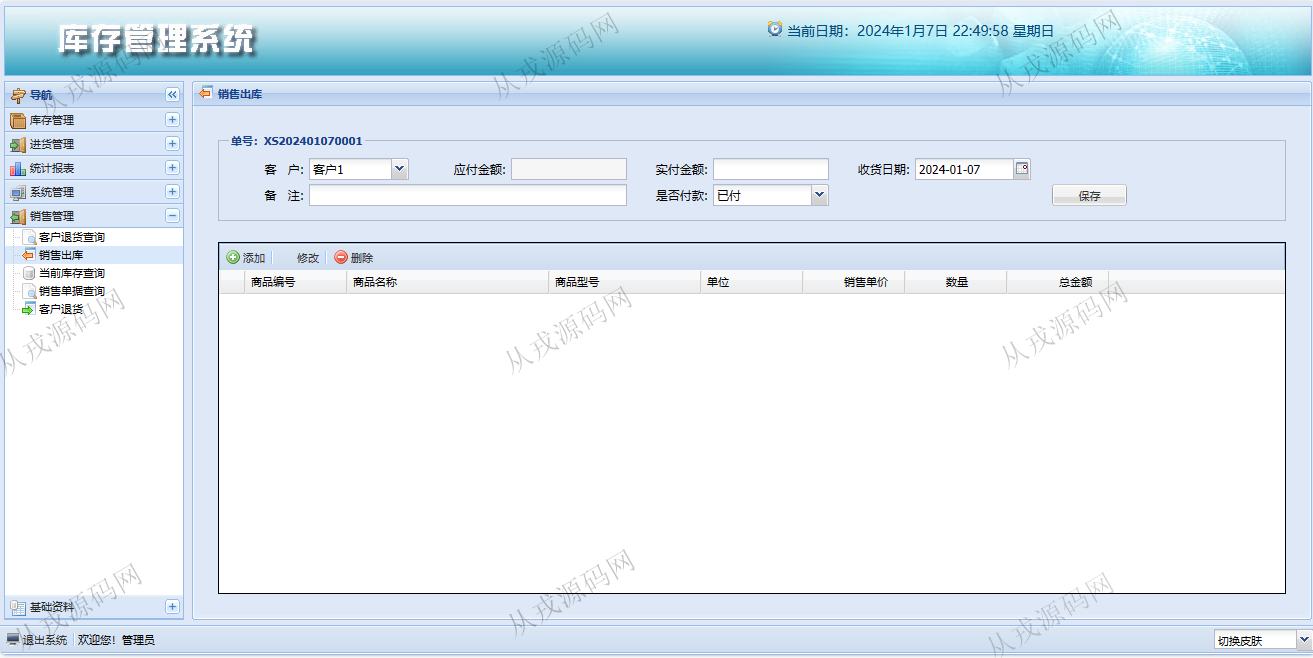 库存管理系统
当前日期：2024年1月7日 22:49:58 星期日
导航
库存管理
进货管理
统计报表
系统管理
销售管理
客户退货查询
销售出库
当前库存查询
销售单据查询
客户退货
基础资料
销售出库
单号：XS202401070001
客 户: 客户1 应付金额: 实付金额: 收货日期: 2024-01-07
备 注: 是否付款: 已付 保存
添加 修改 删除
商品编号 商品名称 商品型号 单位 销售单价 数量 总金额
退出系统 欢迎您！管理员 切换皮肤
从戎源码网
从戎源码网
从戎源码网
从戎源码网
从戎源码网
从戎源码网
从戎源码网
从戎源码网
从戎源码网